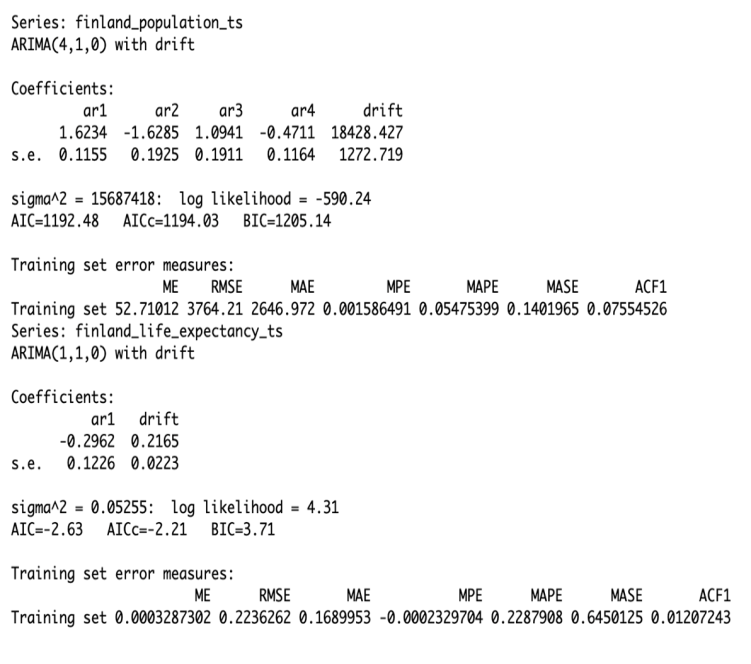 Series: finland_population_ts
ARIMA(4,1,0) with drift
Coefficients:
ar1 ar2 ar3 ar4 drift
1.6234 -1.6285 1.0941 -0.4711 18428.427
s.e. 0.1155 0.1925 0.1911 0.1164 1272.719
sigma^2 = 15687418: log likelihood = -590.24
AIC=1192.48 AICc=1194.03 BIC=1205.14
Training set error measures:
ME RMSE MAE MPE MAPE MASE ACF1
Training set 52.71012 3764.21 2646.972 0.001586491 0.05475399 0.1401965 0.07554526
Series: finland_life_expectancy_ts
ARIMA(1,1,0) with drift
Coefficients:
ar1 drift
-0.2962 0.2165
s.e. 0.1226 0.0223
sigma^2 = 0.05255: log likelihood = 4.31
AIC=-2.63 AICc=-2.21 BIC=3.71
Training set error measures:
ME RMSE MAE MPE MAPE MASE ACF1
Training set 0.0003287302 0.2236262 0.1689953 -0.0002329704 0.2287908 0.6450125 0.01207243